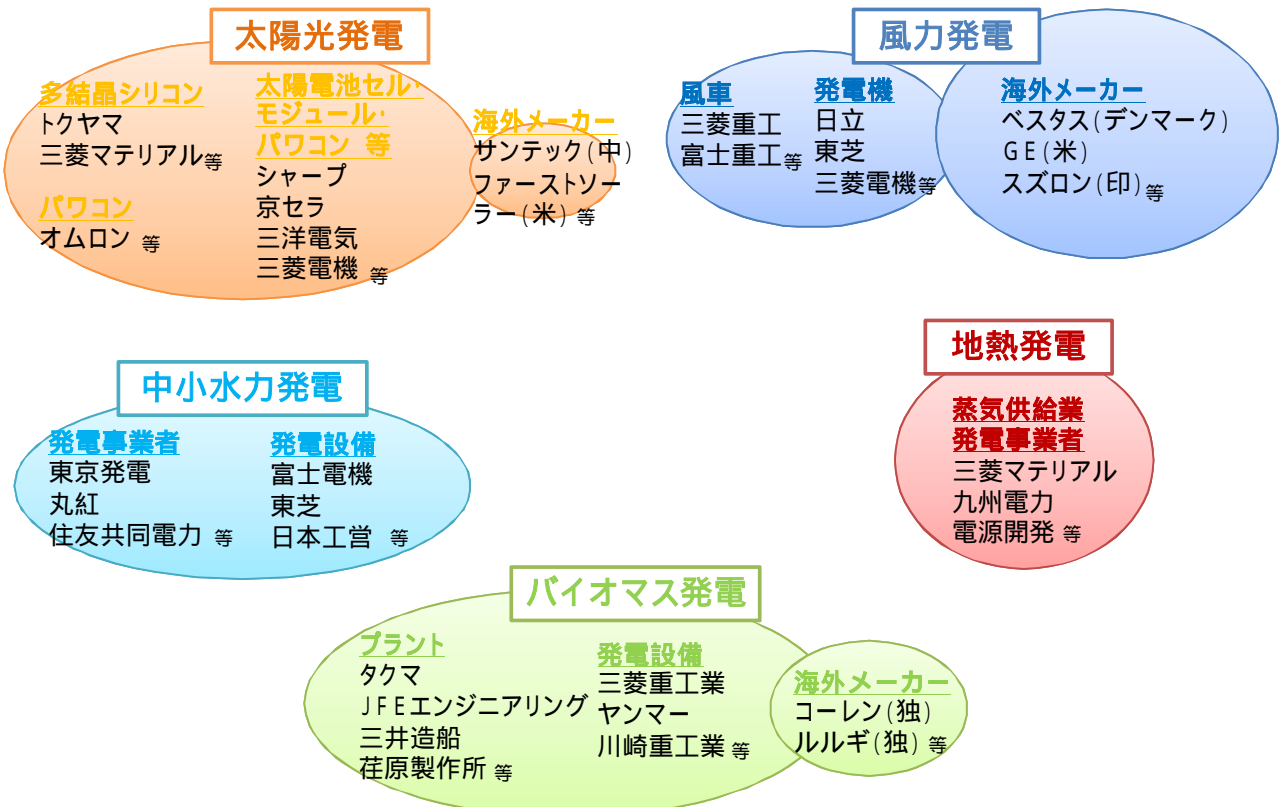 太陽光発電
多結晶シリコン
トクヤマ
三菱マテリアル等
パワコン
オムロン 等
太陽電池セル・
モジュール・
パワコン 等
シャープ
京セラ
三洋電気
三菱電機 等
海外メーカー
サンテック(中)
ファーストソー
ラー(米) 等
風力発電
風車
三菱重工
富士重工等
発電機
日立
東芝
三菱電機等
海外メーカー
ベスタス(デンマーク)
GE(米)
スズロン(印)等
中小水力発電
発電事業者
東京発電
丸紅
住友共同電力 等
発電設備
富士電機
東芝
日本工営 等
地熱発電
蒸気供給業
発電事業者
三菱マテリアル
九州電力
電源開発 等
バイオマス発電
プラント
タクマ
JFEエンジニアリング
三井造船
荏原製作所 等
発電設備
三菱重工業
ヤンマー
川崎重工業 等
海外メーカー
コーレン(独)
ルルギ(独) 等